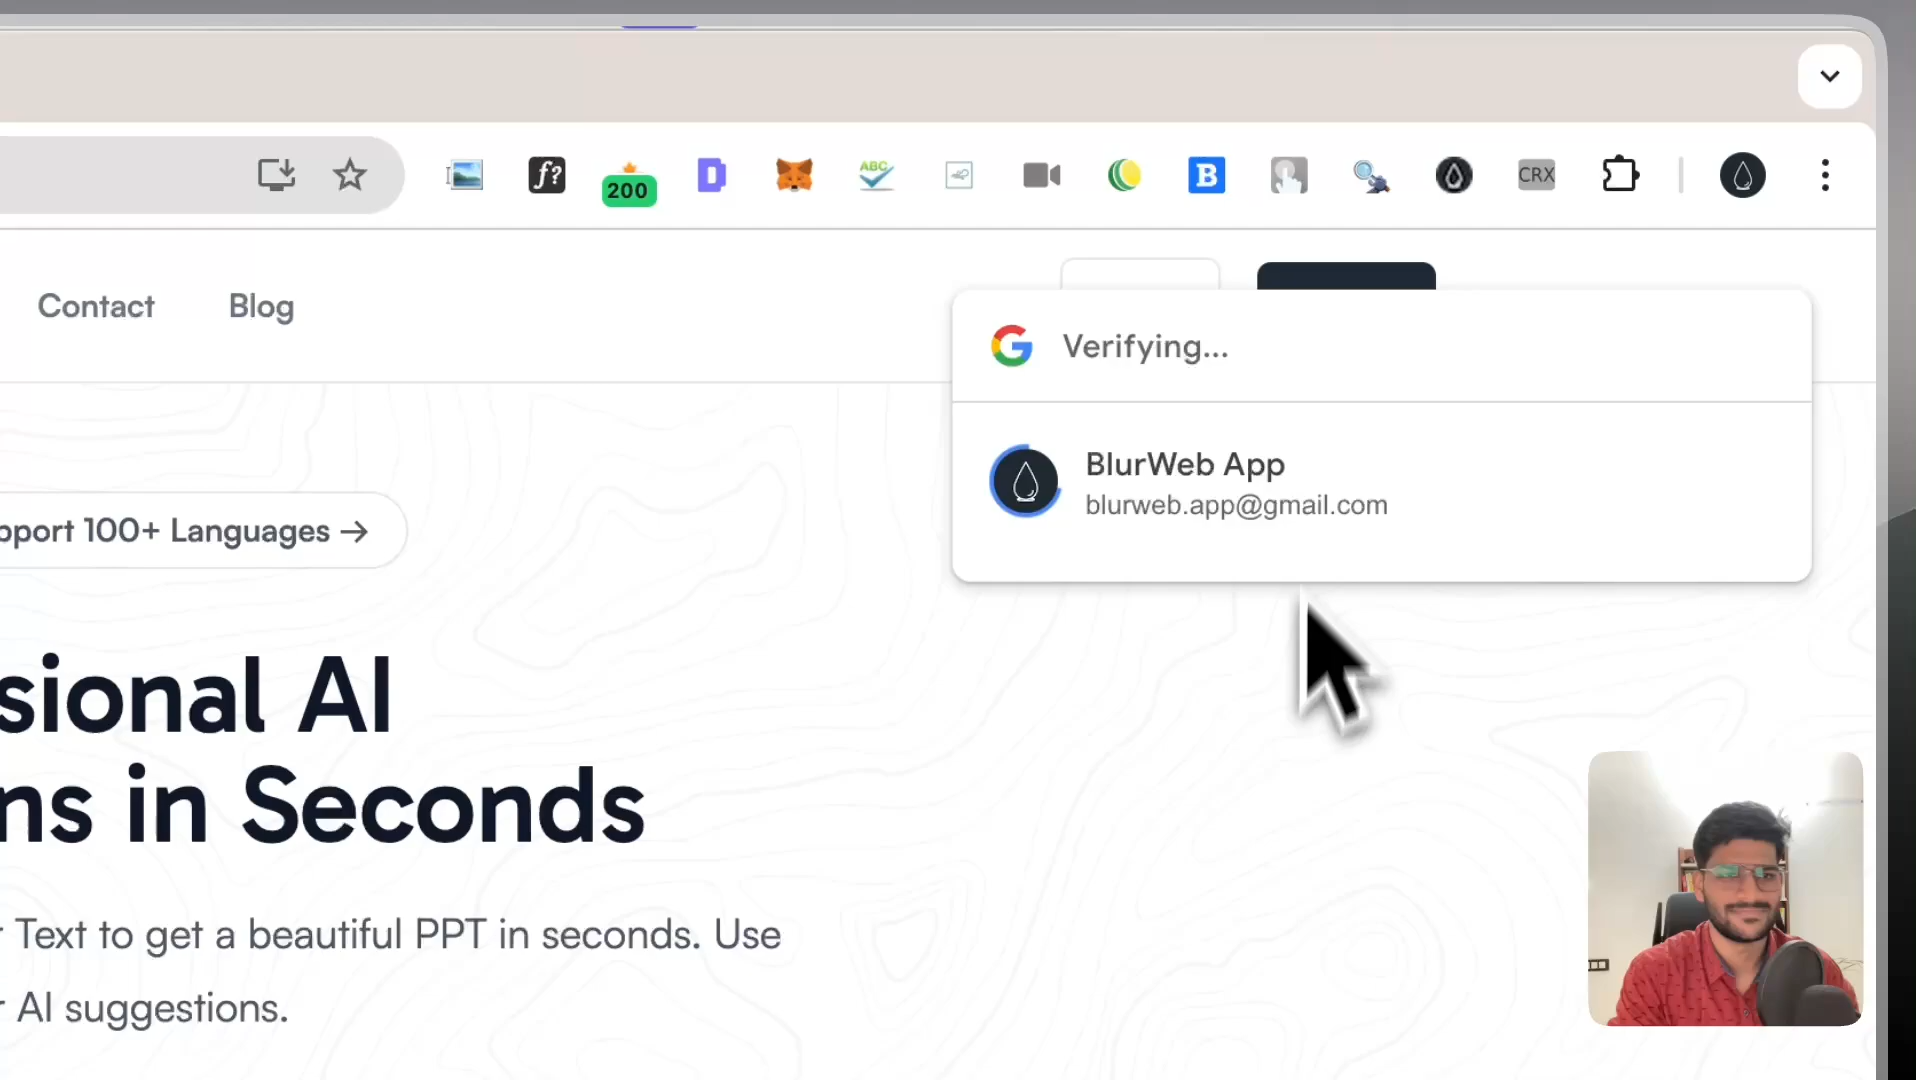 f?
200
D
ABC
B
CRX
Contact
Blog
Verifying...
BlurWeb App
blurweb.app@gmail.com
pport 100+ Languages →
sional AI
ns in Seconds
r Text to get a beautiful PPT in seconds. Use
r AI suggestions.